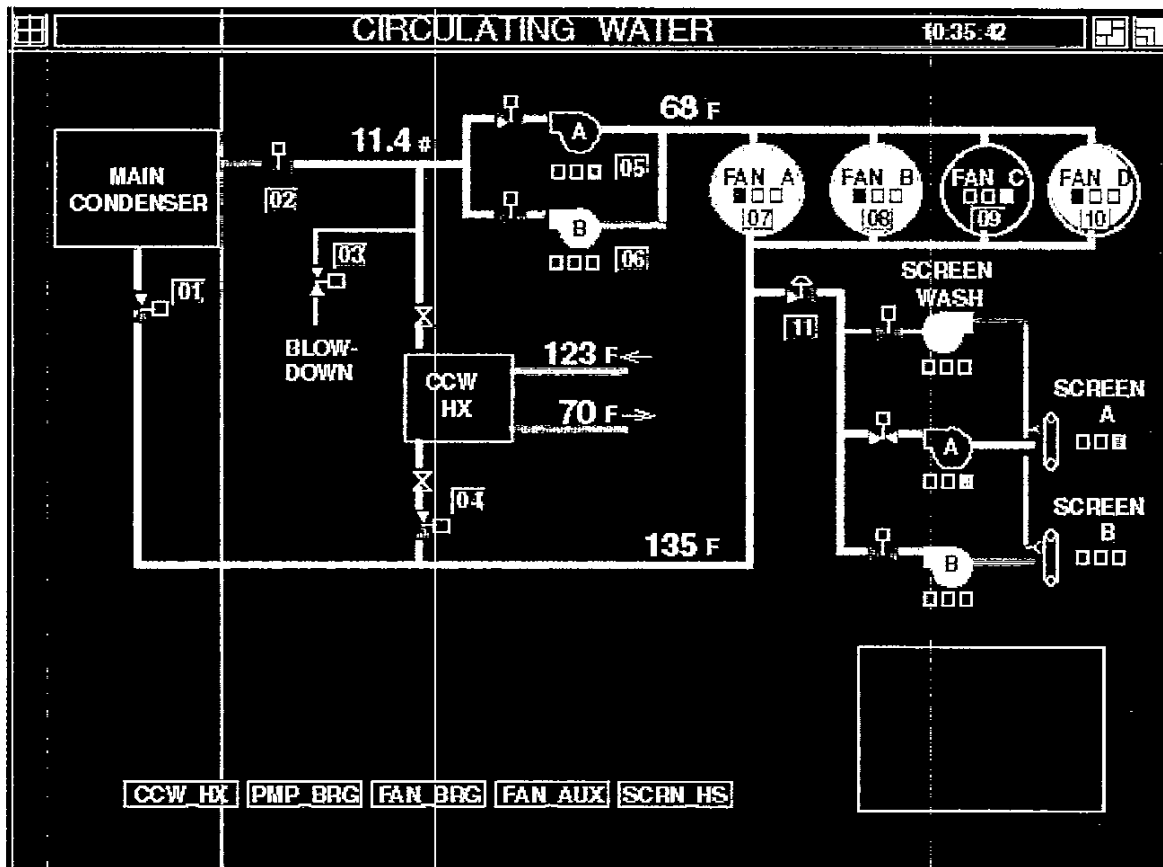 CIRCULATING WATER
10:35:42
MAIN
CONDENSER
11.4 #
68 F
A
05
B
06
FAN A
07
FAN B
08
FAN C
09
FAN D
10
02
01
03
BLOW-
DOWN
CCW
HX
123 F
70 F
04
135 F
11
SCREEN
WASH
A
B
SCREEN
A
SCREEN
B
CCW_HX
PMP_BRG
FAN_BRG
FAN_AUX
SCRN_HS